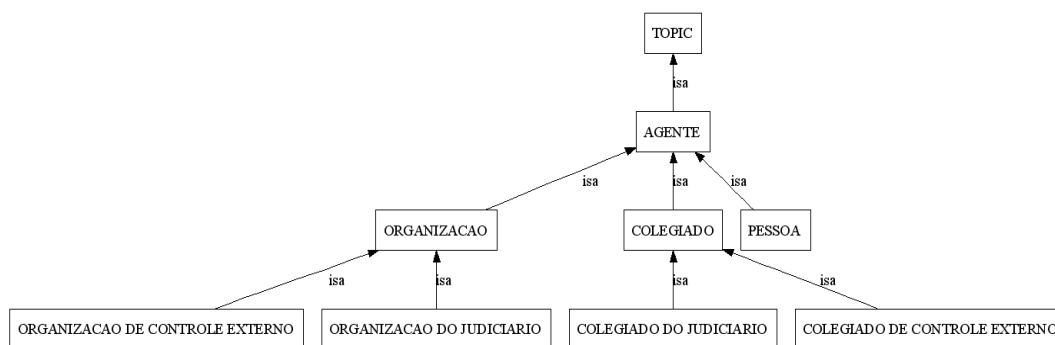 TOPIC
isa
AGENTE
isa
isa
isa
ORGANIZACAO
COLEGIADO
PESSOA
isa
isa
isa
isa
ORGANIZACAO DE CONTROLE EXTERNO
ORGANIZACAO DO JUDICIARIO
COLEGIADO DO JUDICIARIO
COLEGIADO DE CONTROLE EXTERNO